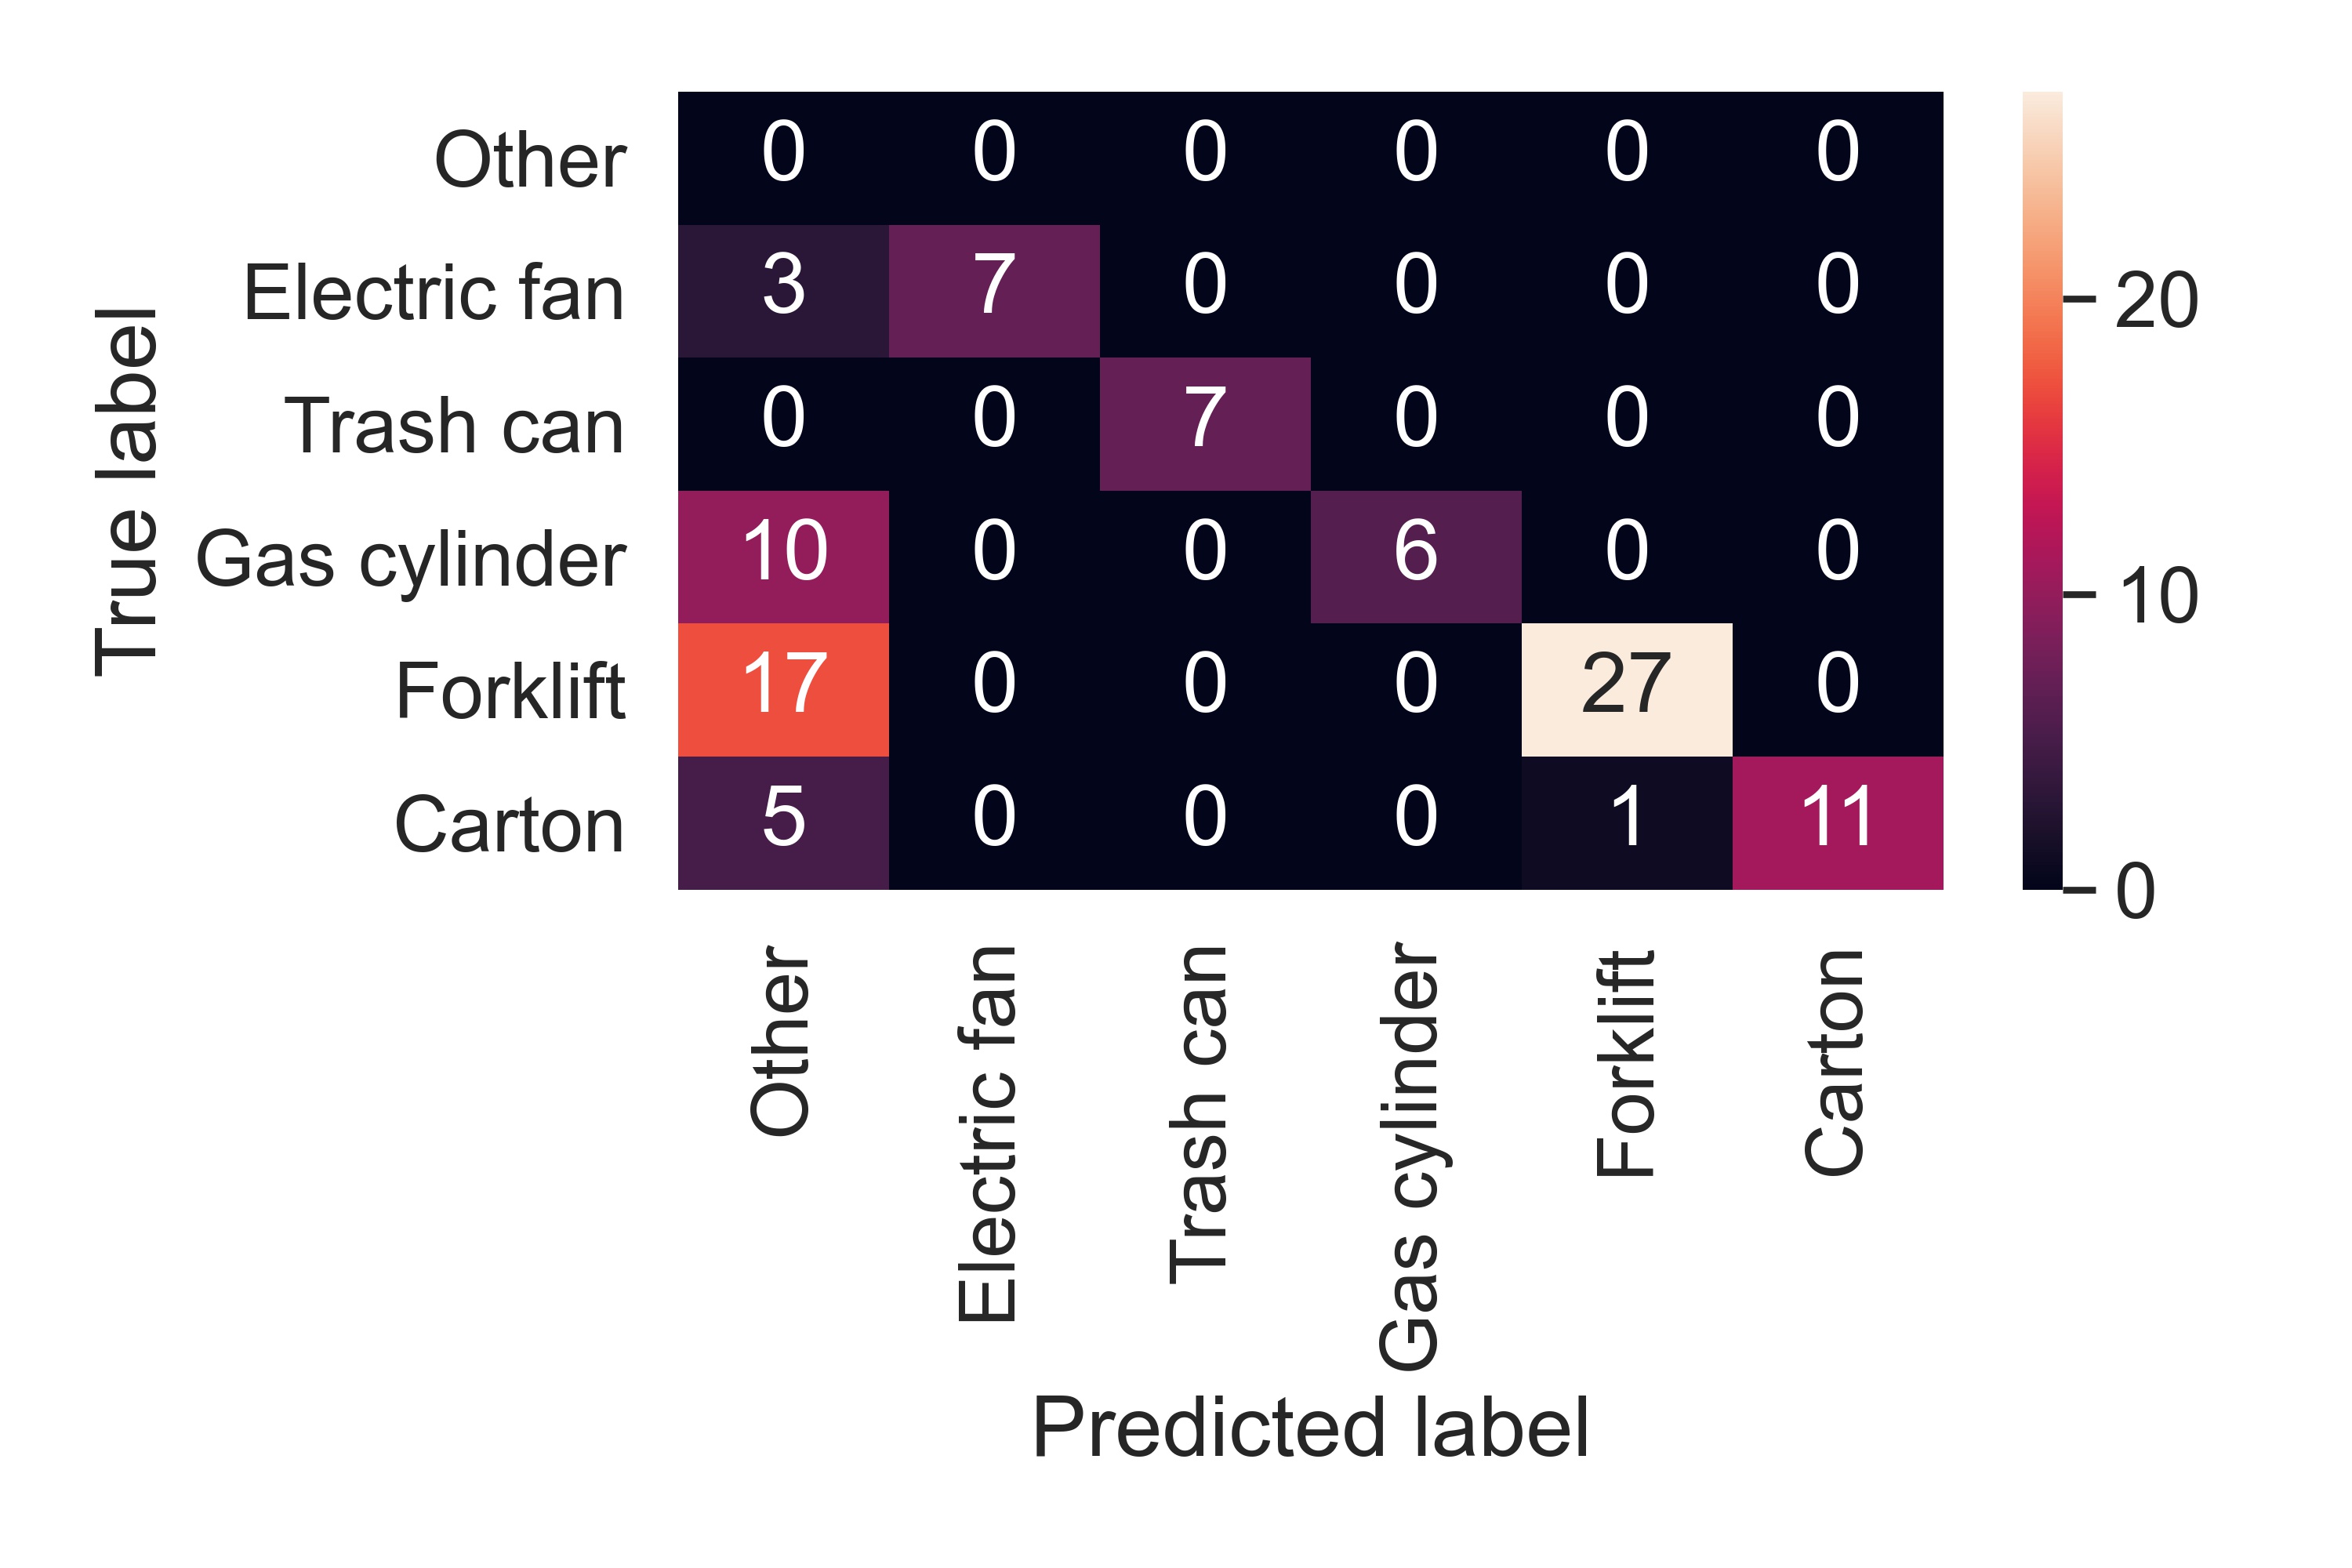 True label
Other 0 0 0 0 0 0
Electric fan 3 7 0 0 0 0
Trash can 0 0 7 0 0 0
Gas cylinder 10 0 0 6 0 0
Forklift 17 0 0 0 27 0
Carton 5 0 0 0 1 11
Other
Electric fan
Trash can
Gas cylinder
Forklift
Carton
Predicted label
20
10
0